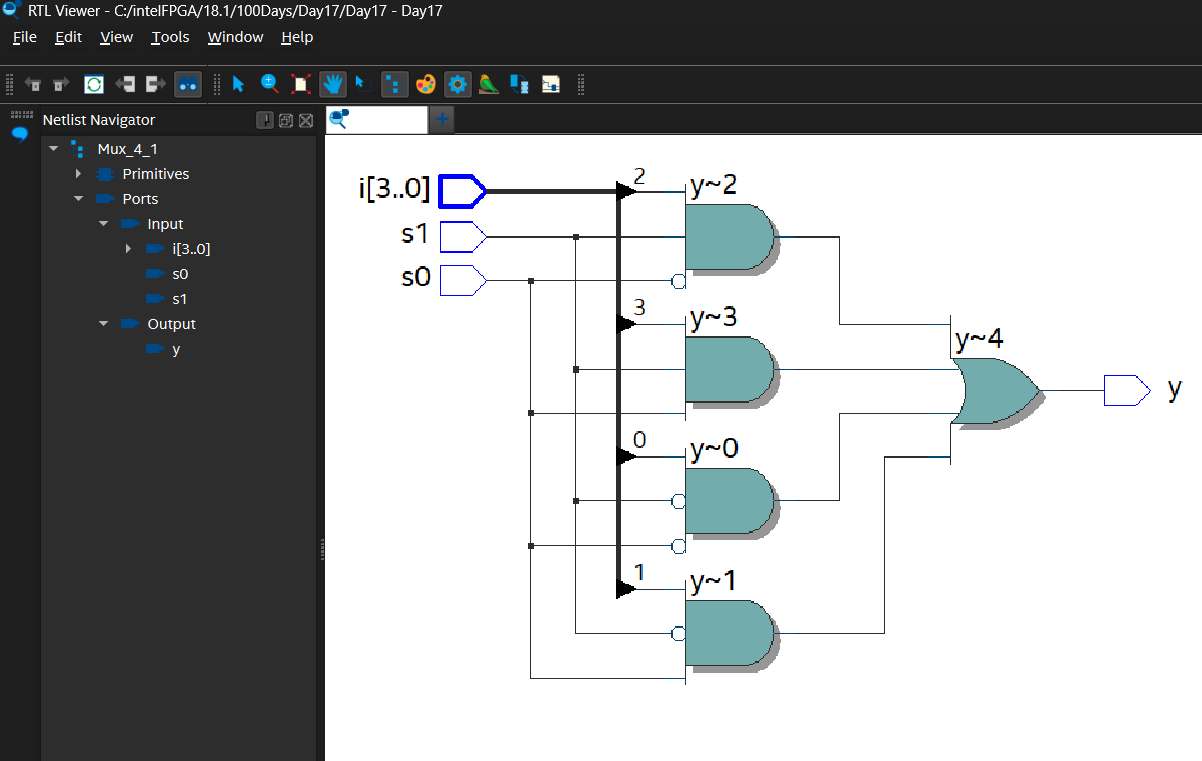 RTL Viewer - C:/intelFPGA/18.1/100Days/Day17/Day17 - Day17
File Edit View Tools Window Help
Netlist Navigator
Mux_4_1
Primitives
Ports
Input
i[3..0]
s0
s1
Output
y
i[3..0]
s1
s0
2
y~2
3
y~3
0
y~0
1
y~1
y~4
y